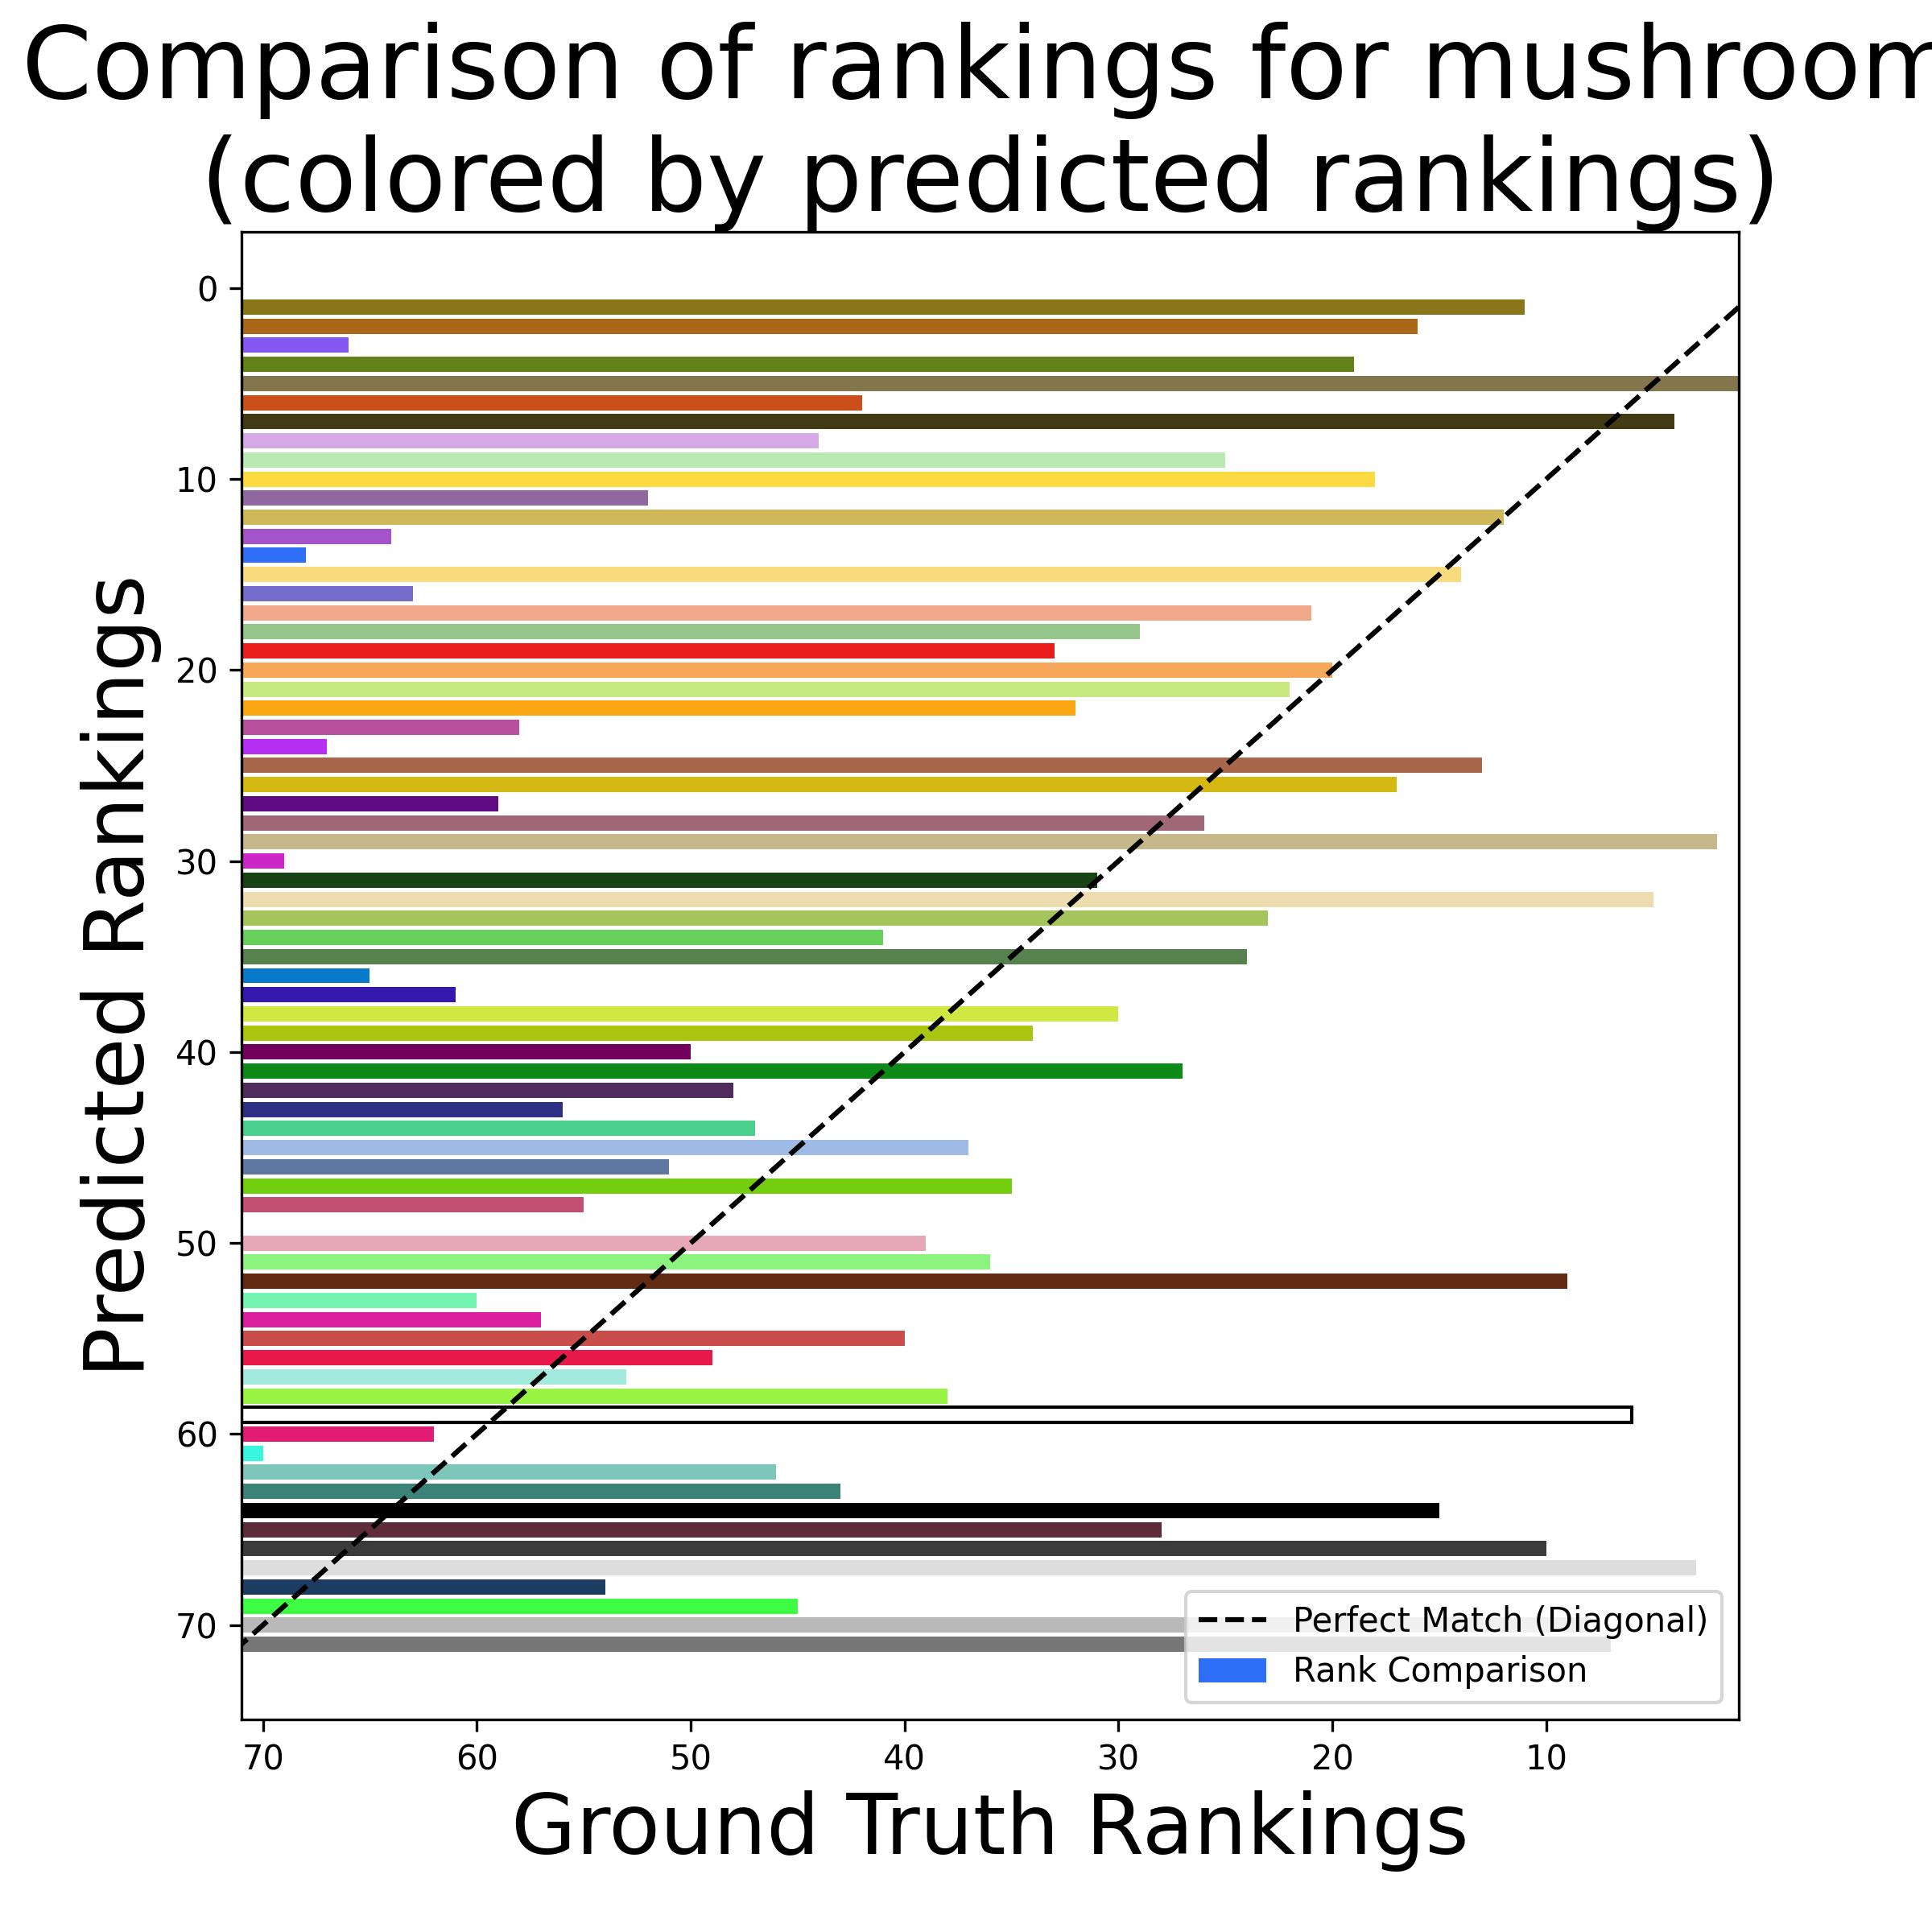 Comparison of rankings for mushroom
(colored by predicted rankings)
Predicted Rankings
0
10
20
30
40
50
60
70
Perfect Match (Diagonal)
Rank Comparison
70 60 50 40 30 20 10
Ground Truth Rankings